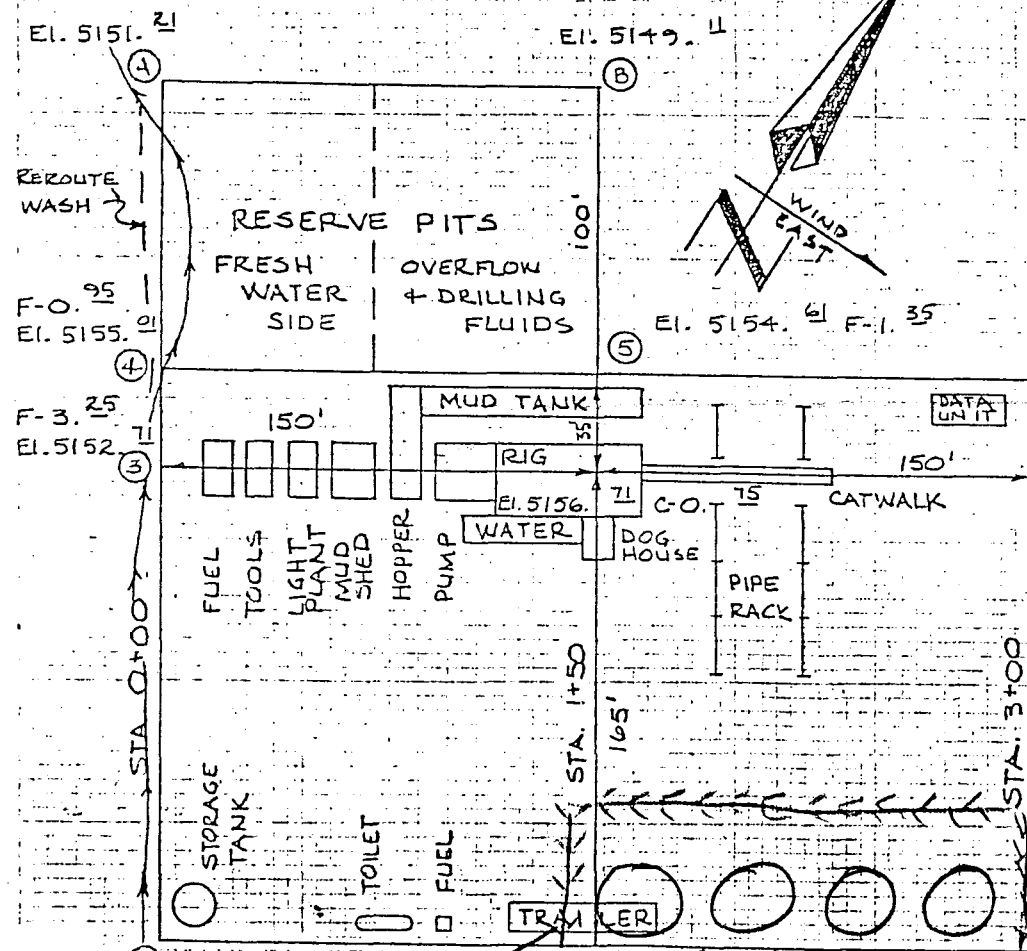 El. 5151. 21
El. 5149. 11
A
B
REROUTE
WASH
RESERVE PITS
FRESH
WATER
SIDE
OVERFLOW
& DRILLING
FLUIDS
100'
WIND
EAST
N
F-0. 95
El. 5155. 01
El. 5154. 61 F-1. 35
4
5
F-3. 25
El. 5152. 71
3
150'
MUD TANK
35'
DATA
UNIT
RIG
150'
El. 5156. 71 C-0. 75
CATWALK
WATER
DOG
HOUSE
FUEL
TOOLS
LIGHT
PLANT
MUD
SHED
HOPPER
PUMP
PIPE
RACK
STA 0+00
STA. 1+50
165'
STA. 3+00
STORAGE
TANK
TOILET
FUEL
TRAILER